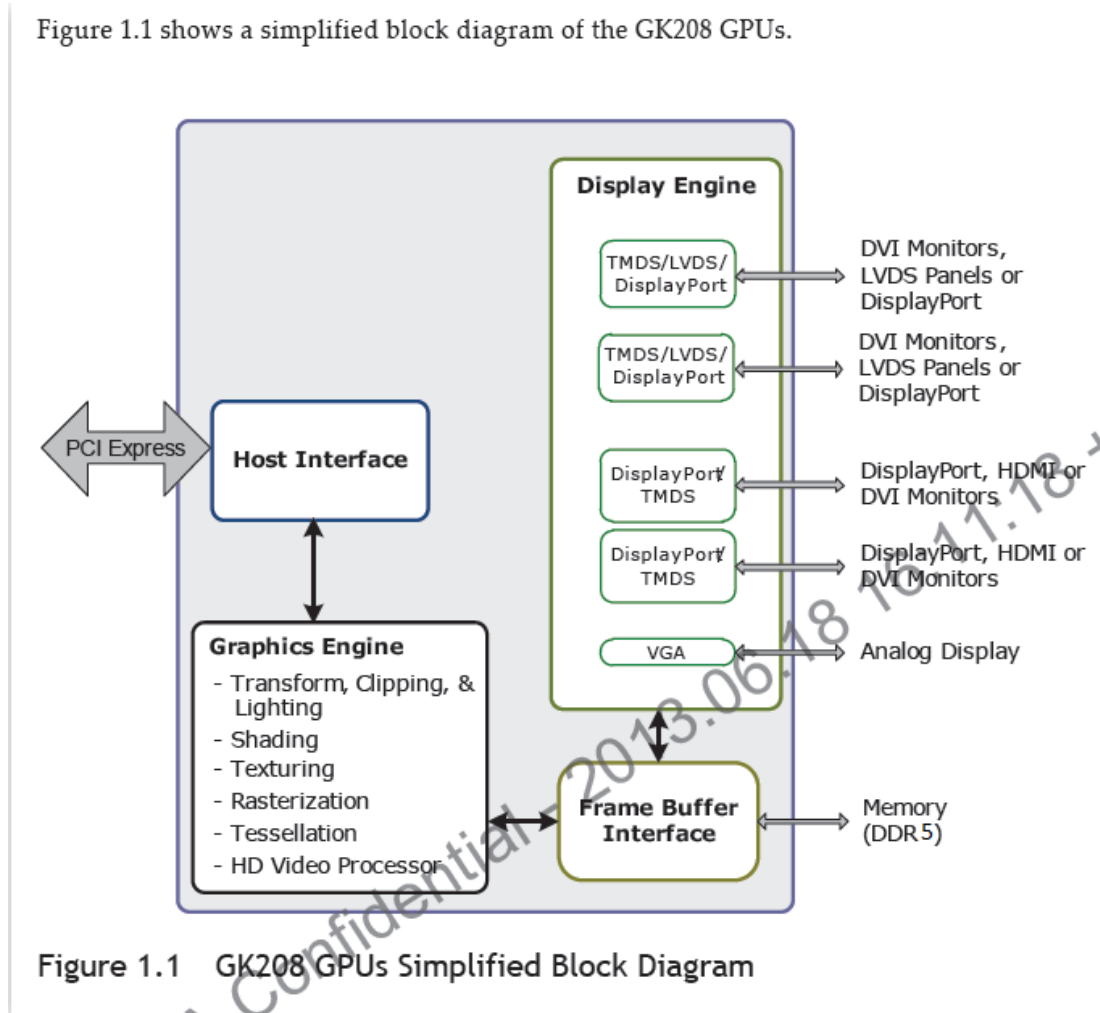 Figure 1.1 shows a simplified block diagram of the GK208 GPUs.
Display Engine
TMDS/LVDS/
DisplayPort
DVI Monitors,
LVDS Panels or
DisplayPort
TMDS/LVDS/
DisplayPort
DVI Monitors,
LVDS Panels or
DisplayPort
PCI Express
Host Interface
DisplayPort/
TMDS
DisplayPort, HDMI or
DVI Monitors
DisplayPort/
TMDS
DisplayPort, HDMI or
DVI Monitors
VGA
Analog Display
Graphics Engine
- Transform, Clipping, &
Lighting
- Shading
- Texturing
- Rasterization
- Tessellation
- HD Video Processor
Frame Buffer
Interface
Memory
(DDR5)
Confidential - 2013.06.18 16:11:18 +
Figure 1.1 GK208 GPUs Simplified Block Diagram